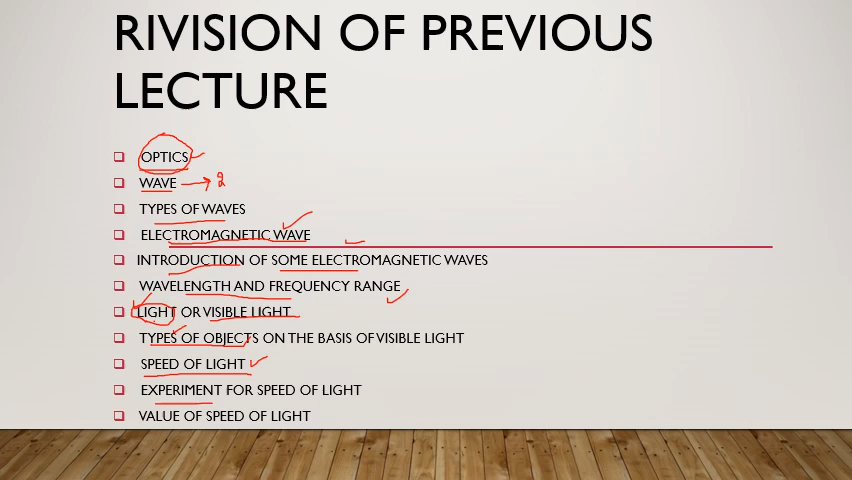 RIVISION OF PREVIOUS
LECTURE
OPTICS
WAVE → 2
TYPES OF WAVES
ELECTROMAGNETIC WAVE
INTRODUCTION OF SOME ELECTROMAGNETIC WAVES
WAVELENGTH AND FREQUENCY RANGE
LIGHT OR VISIBLE LIGHT
TYPES OF OBJECTS ON THE BASIS OF VISIBLE LIGHT
SPEED OF LIGHT
EXPERIMENT FOR SPEED OF LIGHT
VALUE OF SPEED OF LIGHT